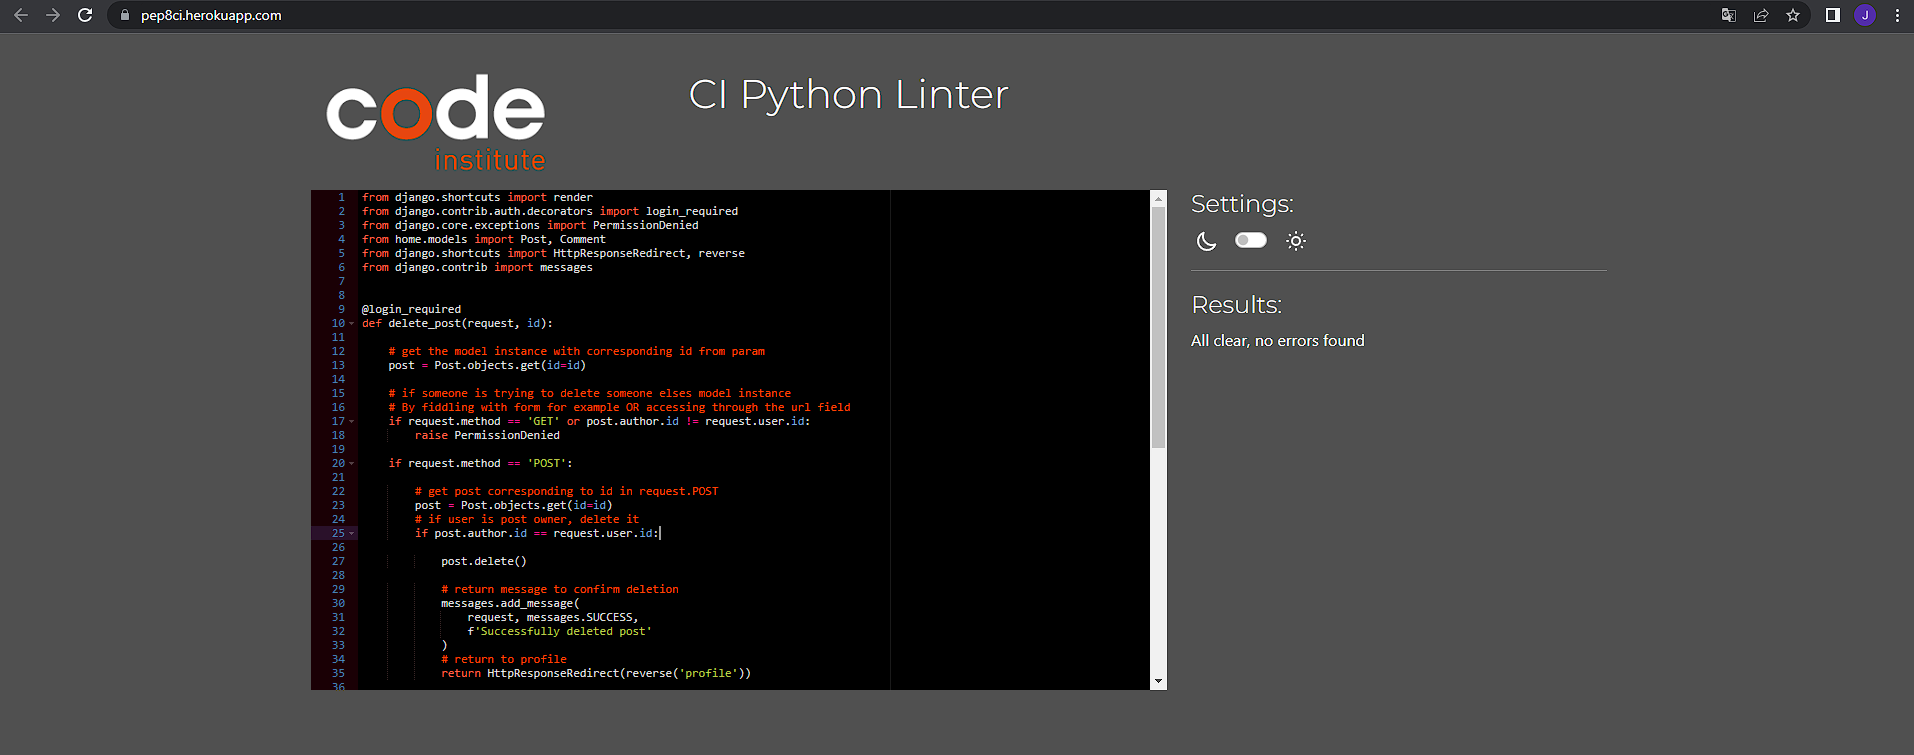 pep8ci.herokuapp.com
J
code
institute
CI Python Linter
1 from django.shortcuts import render
2 from django.contrib.auth.decorators import login_required
3 from django.core.exceptions import PermissionDenied
4 from home.models import Post, Comment
5 from django.shortcuts import HttpResponseRedirect, reverse
6 from django.contrib import messages
7
8
9 @login_required
10 def delete_post(request, id):
11
12     # get the model instance with corresponding id from param
13     post = Post.objects.get(id=id)
14
15     # if someone is trying to delete someone elses model instance
16     # By fiddling with form for example OR accessing through the url field
17     if request.method == 'GET' or post.author.id != request.user.id:
18         raise PermissionDenied
19
20     if request.method == 'POST':
21
22         # get post corresponding to id in request.POST
23         post = Post.objects.get(id=id)
24         # if user is post owner, delete it
25         if post.author.id == request.user.id:
26
27             post.delete()
28
29             # return message to confirm deletion
30             messages.add_message(
31                 request, messages.SUCCESS,
32                 f'Successfully deleted post'
33             )
34             # return to profile
35             return HttpResponseRedirect(reverse('profile'))
36
Settings:
Results:
All clear, no errors found